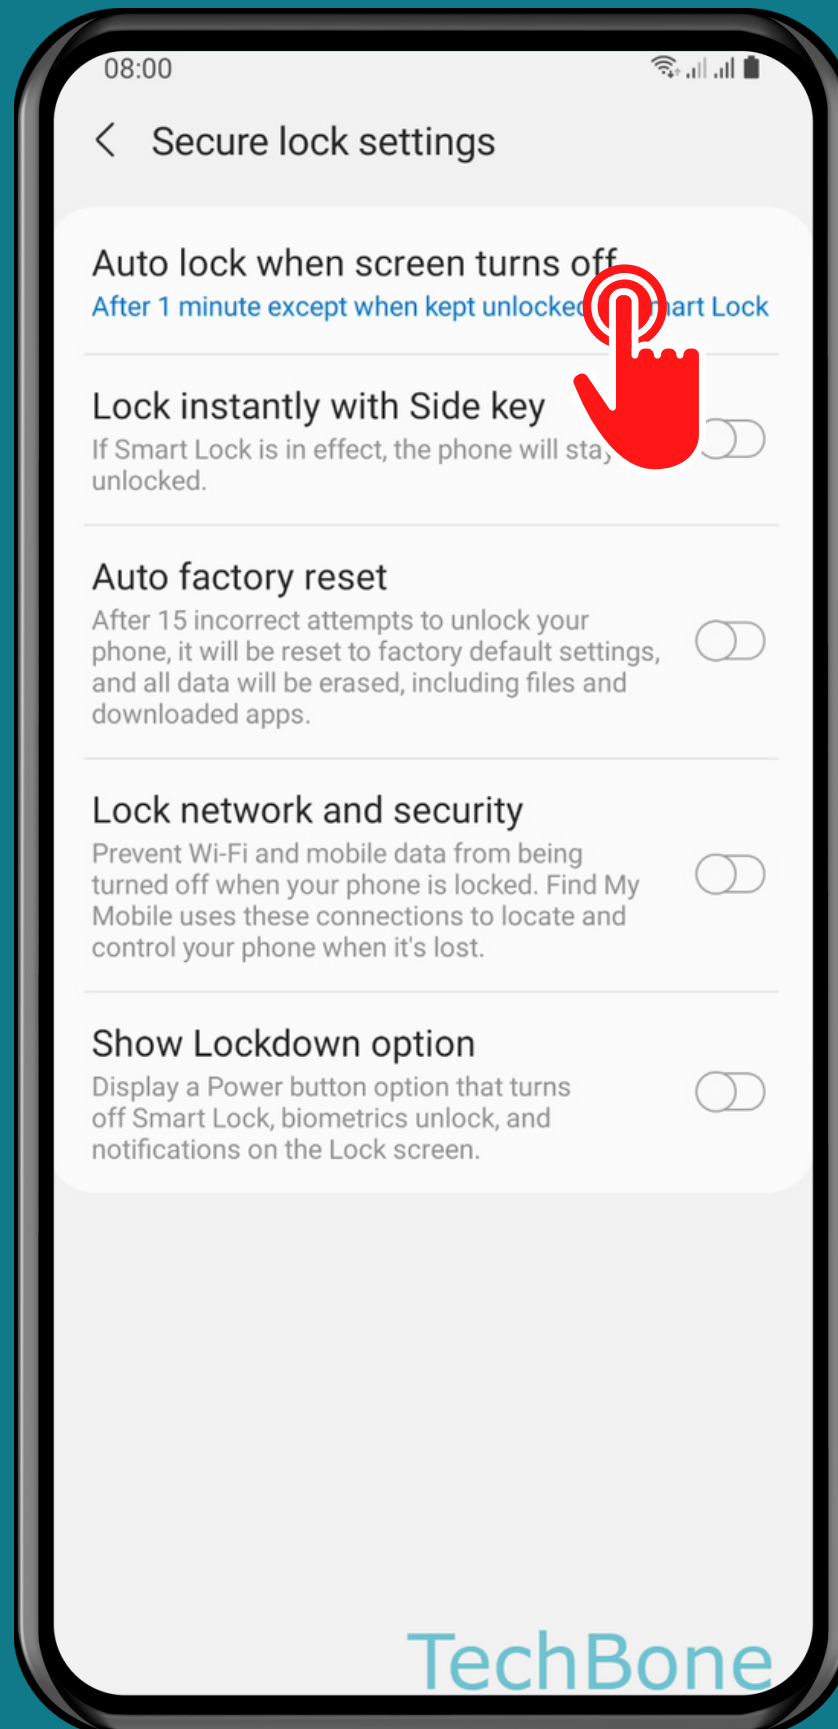 08:00
Secure lock settings
Auto lock when screen turns off
After 1 minute except when kept unlocked Smart Lock
Lock instantly with Side key
If Smart Lock is in effect, the phone will stay
unlocked.
Auto factory reset
After 15 incorrect attempts to unlock your
phone, it will be reset to factory default settings,
and all data will be erased, including files and
downloaded apps.
Lock network and security
Prevent Wi-Fi and mobile data from being
turned off when your phone is locked. Find My
Mobile uses these connections to locate and
control your phone when it's lost.
Show Lockdown option
Display a Power button option that turns
off Smart Lock, biometrics unlock, and
notifications on the Lock screen.
TechBone